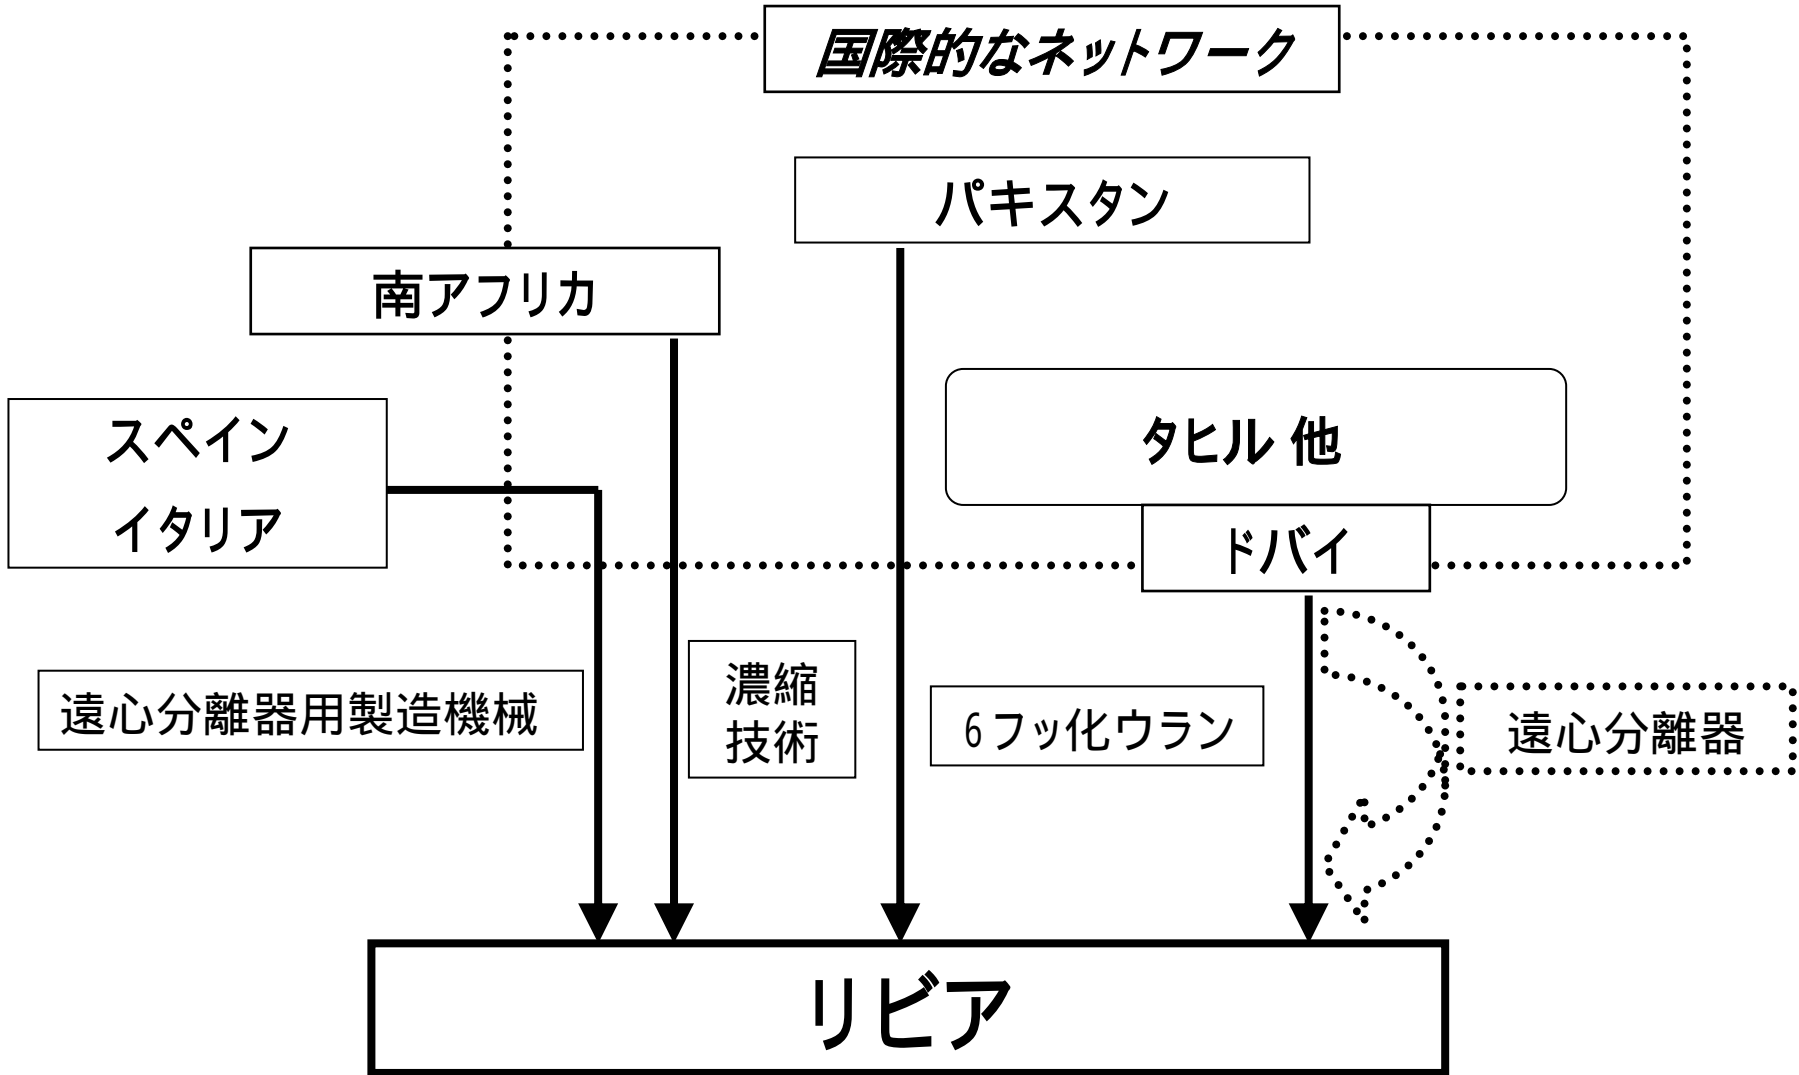 国際的なネットワーク
パキスタン
南アフリカ
スペイン
イタリア
タヒル 他
ドバイ
遠心分離器用製造機械
濃縮
技術
6フッ化ウラン
遠心分離器
リビア